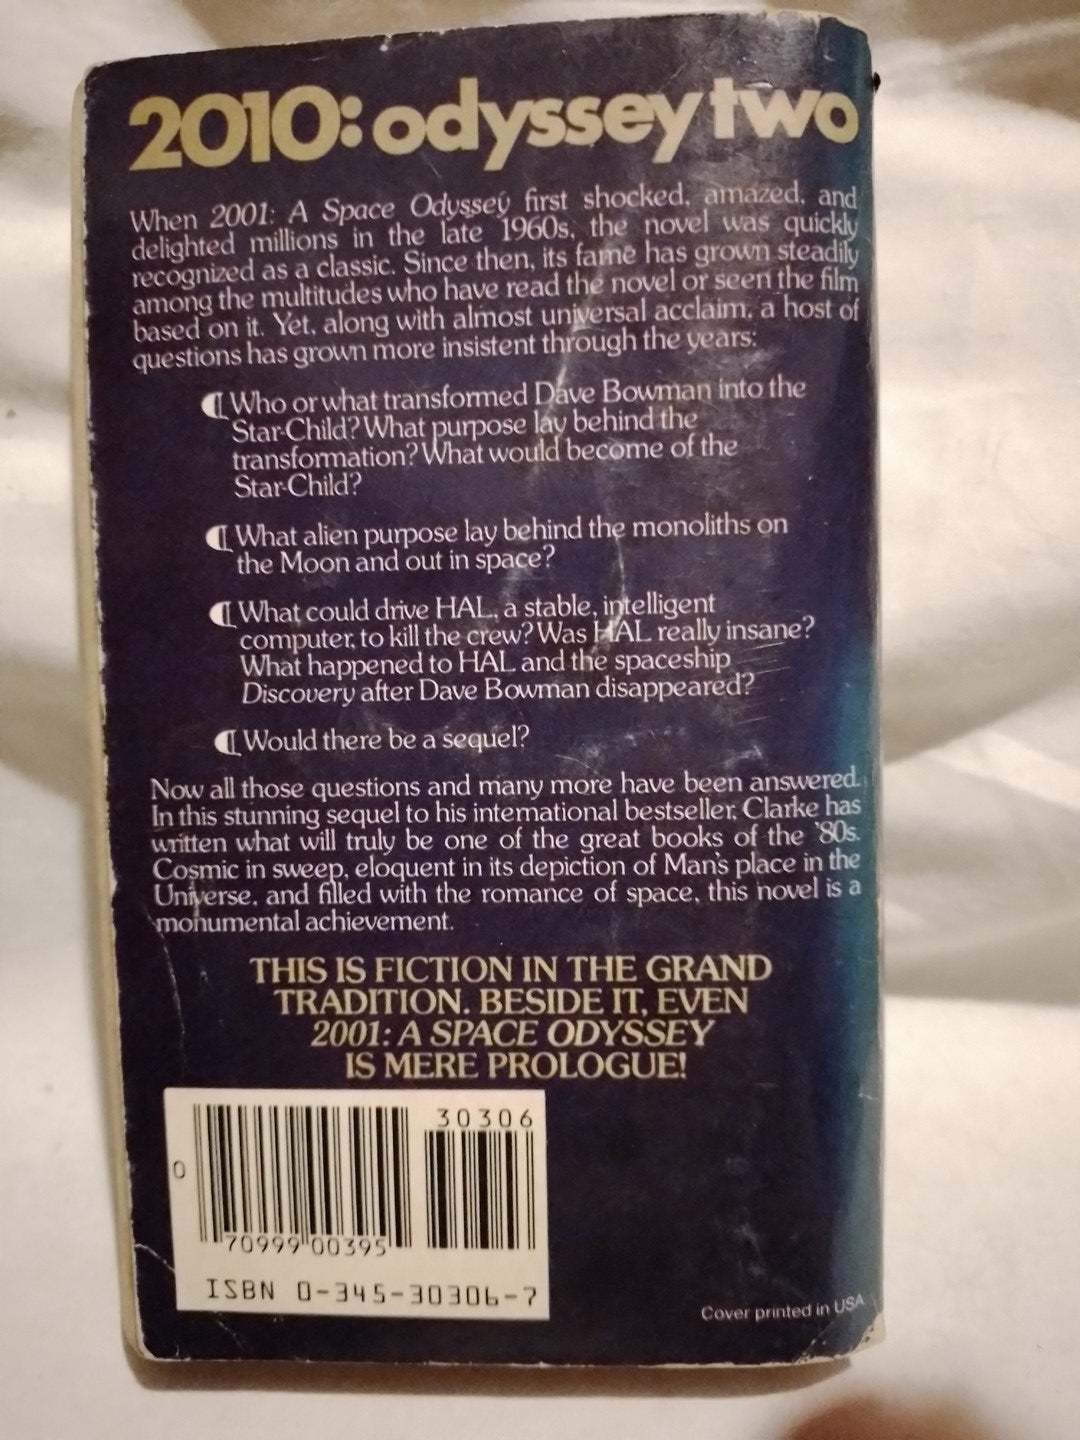 2010: odyssey two
When 2001: A Space Odyssey first shocked, amazed, and
delighted millions in the late 1960s, the novel was quickly
recognized as a classic. Since then, its fame has grown steadily
among the multitudes who have read the novel or seen the film
based on it. Yet, along with almost universal acclaim, a host of
questions has grown more insistent through the years:
¶ Who or what transformed Dave Bowman into the
Star-Child? What purpose lay behind the
transformation? What would become of the
Star-Child?
¶ What alien purpose lay behind the monoliths on
the Moon and out in space?
¶ What could drive HAL, a stable, intelligent
computer, to kill the crew? Was HAL really insane?
What happened to HAL and the spaceship
Discovery after Dave Bowman disappeared?
¶ Would there be a sequel?
Now all those questions and many more have been answered.
In this stunning sequel to his international bestseller, Clarke has
written what will truly be one of the great books of the '80s.
Cosmic in sweep, eloquent in its depiction of Man's place in the
Universe, and filled with the romance of space, this novel is a
monumental achievement.
THIS IS FICTION IN THE GRAND
TRADITION. BESIDE IT, EVEN
2001: A SPACE ODYSSEY
IS MERE PROLOGUE!
30306
0
70999 00395
ISBN 0-345-30306-7
Cover printed in USA